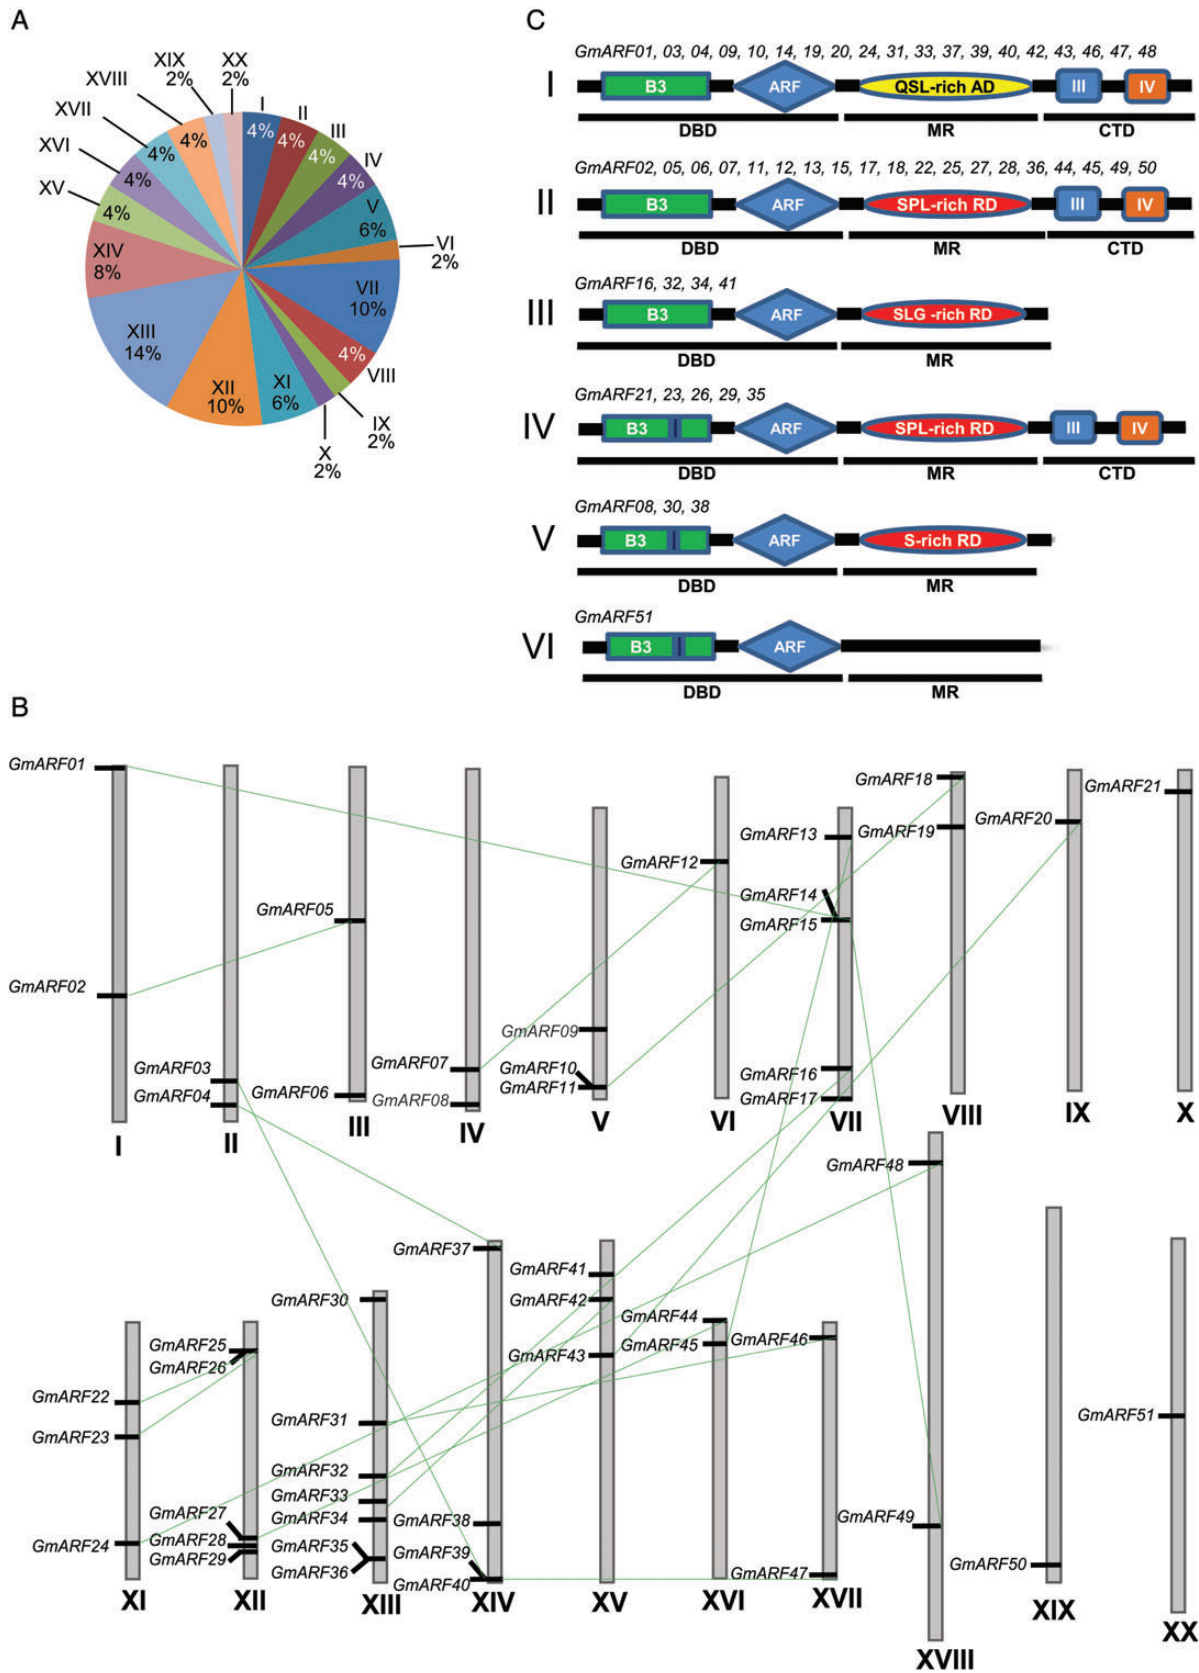 A
XIX
2%
XX
2%
XVIII
XVII
XVI
XV
I
II
III
IV
4%
4%
4%
4%
V
6%
VI
2%
VII
10%
4%
VIII
IX
2%
X
2%
XI
6%
XII
10%
XIII
14%
XIV
8%
4%
4%
4%
4%
C
GmARF01, 03, 04, 09, 10, 14, 19, 20, 24, 31, 33, 37, 39, 40, 42, 43, 46, 47, 48
I B3 ARF QSL-rich AD III IV
DBD MR CTD
GmARF02, 05, 06, 07, 11, 12, 13, 15, 17, 18, 22, 25, 27, 28, 36, 44, 45, 49, 50
II B3 ARF SPL-rich RD III IV
DBD MR CTD
GmARF16, 32, 34, 41
III B3 ARF SLG -rich RD
DBD MR
GmARF21, 23, 26, 29, 35
IV B3 ARF SPL-rich RD III IV
DBD MR CTD
GmARF08, 30, 38
V B3 ARF S-rich RD
DBD MR
GmARF51
VI B3 ARF
DBD MR
B
GmARF01
GmARF02
I
GmARF03
GmARF04
II
GmARF05
GmARF06
III
GmARF07
GmARF08
IV
GmARF09
GmARF10
GmARF11
V
GmARF12
VI
GmARF13
GmARF14
GmARF15
GmARF16
GmARF17
VII
GmARF18
GmARF19
VIII
GmARF20
IX
GmARF21
X
GmARF22
GmARF23
GmARF24
XI
GmARF25
GmARF26
GmARF27
GmARF28
GmARF29
XII
GmARF30
GmARF31
GmARF32
GmARF33
GmARF34
GmARF35
GmARF36
XIII
GmARF37
GmARF38
GmARF39
GmARF40
XIV
GmARF41
GmARF42
GmARF43
XV
GmARF44
GmARF45
XVI
GmARF46
GmARF47
XVII
GmARF48
GmARF49
XVIII
GmARF50
XIX
GmARF51
XX